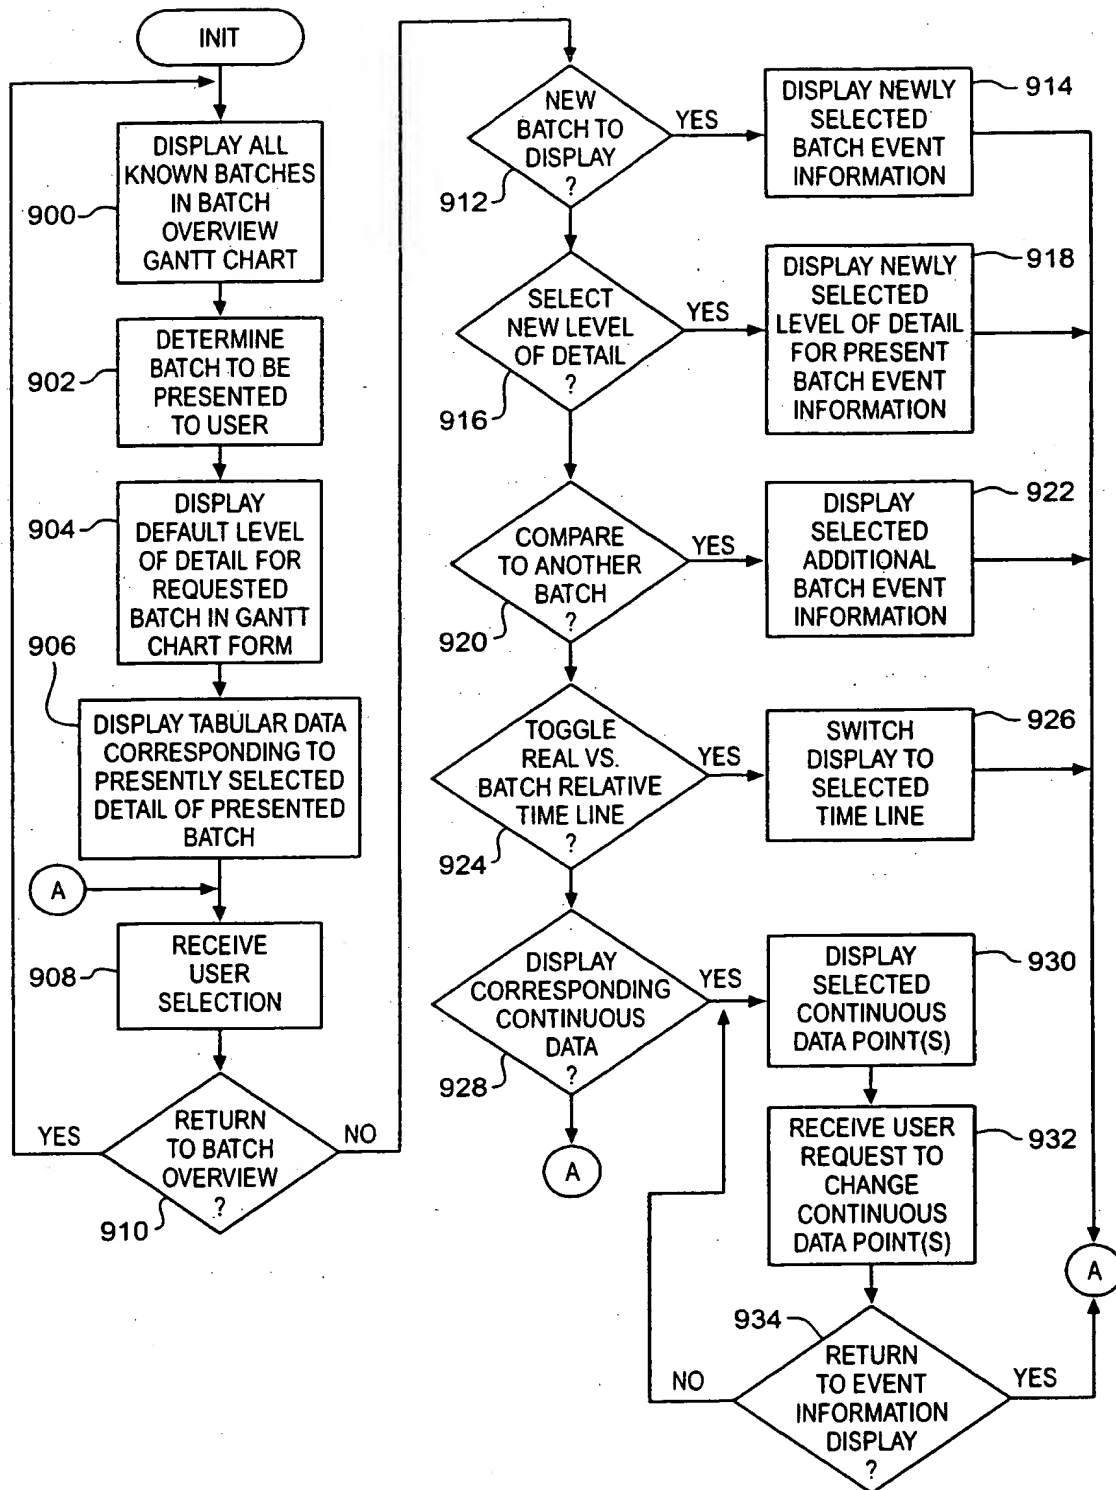 INIT
DISPLAY ALL
KNOWN BATCHES
IN BATCH
OVERVIEW
GANTT CHART
900
DETERMINE
BATCH TO BE
PRESENTED
TO USER
902
DISPLAY
DEFAULT LEVEL
OF DETAIL FOR
REQUESTED
BATCH IN GANTT
CHART FORM
904
906
DISPLAY TABULAR DATA
CORRESPONDING TO
PRESENTLY SELECTED
DETAIL OF PRESENTED
BATCH
A
RECEIVE
USER
SELECTION
908
YES
RETURN
TO BATCH
OVERVIEW
?
NO
910
NEW
BATCH TO
DISPLAY
?
912
YES
DISPLAY NEWLY
SELECTED
BATCH EVENT
INFORMATION
914
SELECT
NEW LEVEL
OF DETAIL
?
916
YES
DISPLAY NEWLY
SELECTED
LEVEL OF DETAIL
FOR PRESENT
BATCH EVENT
INFORMATION
918
COMPARE
TO ANOTHER
BATCH
?
920
YES
DISPLAY
SELECTED
ADDITIONAL
BATCH EVENT
INFORMATION
922
TOGGLE
REAL VS.
BATCH RELATIVE
TIME LINE
?
924
YES
SWITCH
DISPLAY TO
SELECTED
TIME LINE
926
DISPLAY
CORRESPONDING
CONTINUOUS
DATA
?
928
YES
A
DISPLAY
SELECTED
CONTINUOUS
DATA POINT(S)
930
RECEIVE USER
REQUEST TO
CHANGE
CONTINUOUS
DATA POINT(S)
932
A
934
NO
RETURN
TO EVENT
INFORMATION
DISPLAY
?
YES